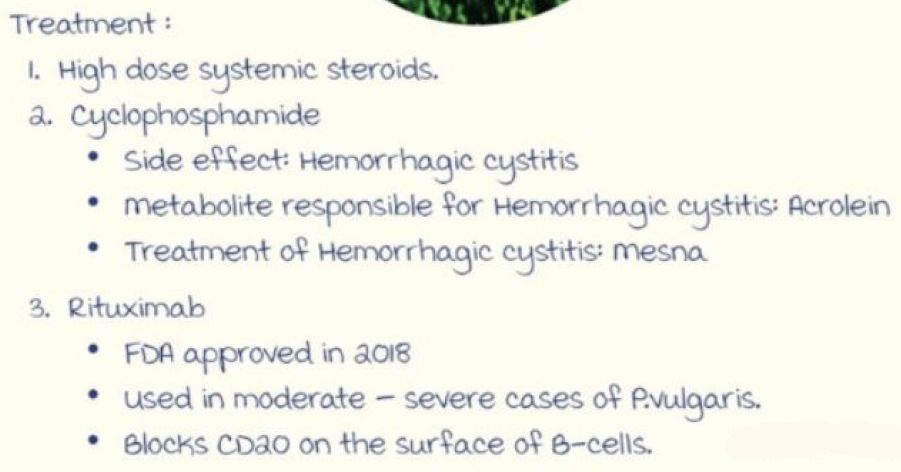 Treatment :
1. High dose systemic steroids.
2. Cyclophosphamide
• Side effect: Hemorrhagic cystitis
• metabolite responsible for Hemorrhagic cystitis: Acrolein
• Treatment of Hemorrhagic cystitis: mesna
3. Rituximab
• FDA approved in 2018
• used in moderate – severe cases of P.vulgaris.
• Blocks CD20 on the surface of B-cells.